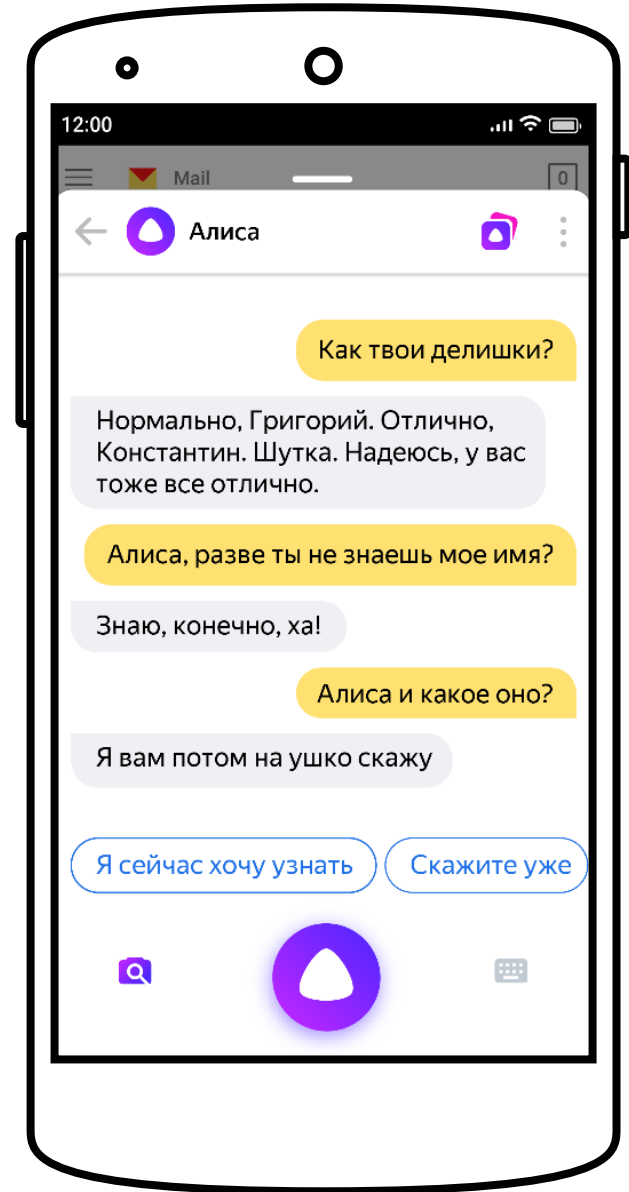 12:00
Mail
0
Алиса
Как твои делишки?
Нормально, Григорий. Отлично,
Константин. Шутка. Надеюсь, у вас
тоже все отлично.
Алиса, разве ты не знаешь мое имя?
Знаю, конечно, ха!
Алиса и какое оно?
Я вам потом на ушко скажу
Я сейчас хочу узнать
Скажите уже